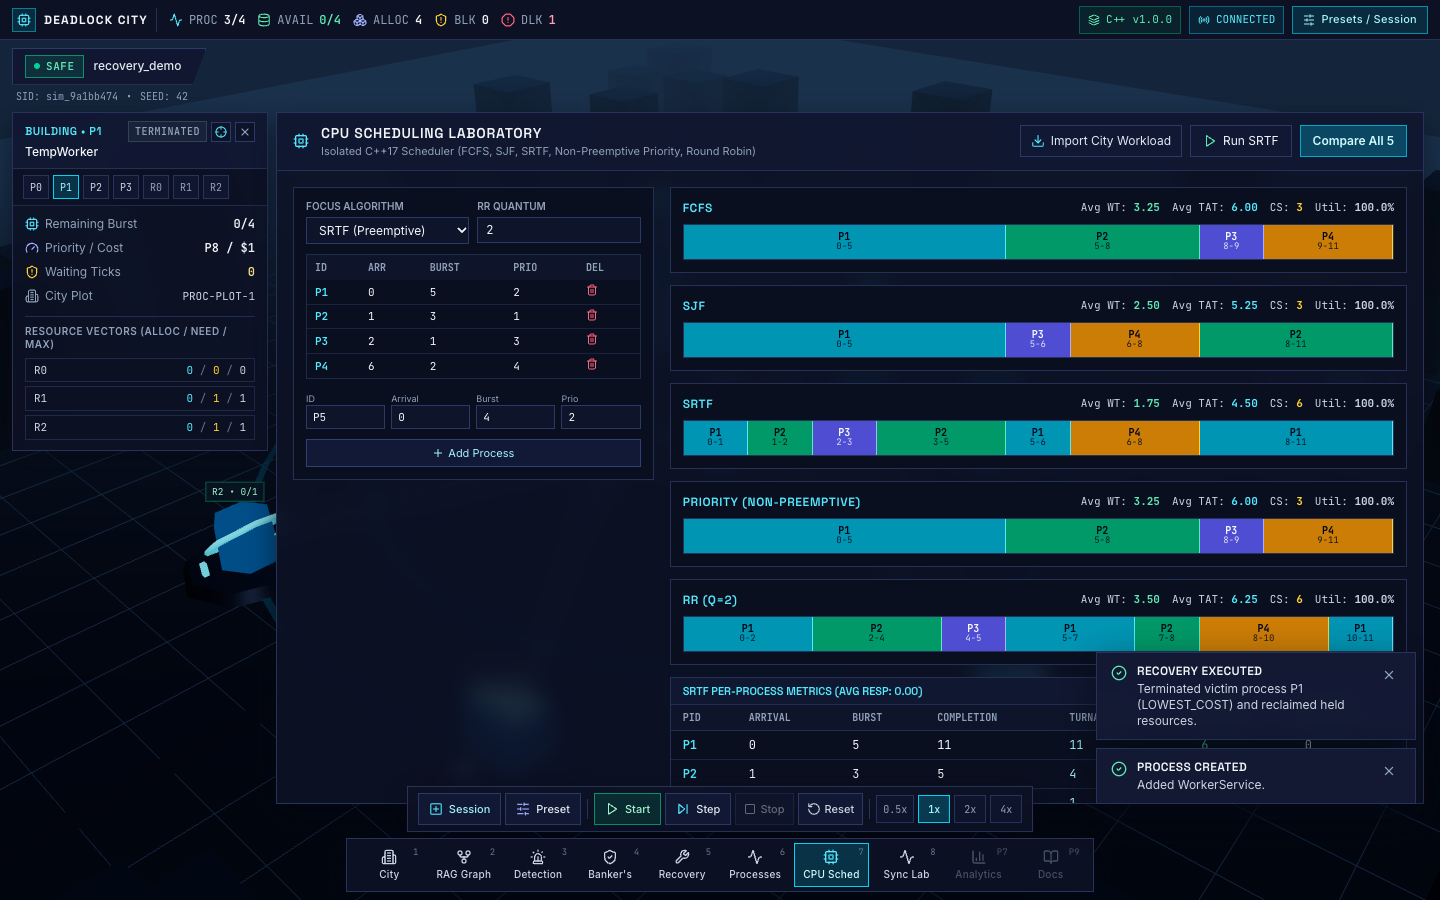 DEADLOCK CITY
PROC 3/4
AVAIL 0/4
ALLOC 4
BLK 0
DLK 1
C++ v1.0.0
CONNECTED
Presets / Session
SAFE
recovery_demo
SID: sim_9a1bb474 • SEED: 42
BUILDING • P1
TERMINATED
TempWorker
P0 P1 P2 P3 R0 R1 R2
Remaining Burst 0/4
Priority / Cost P8 / $1
Waiting Ticks 0
City Plot PROC-PLOT-1
RESOURCE VECTORS (ALLOC / NEED /
MAX)
R0 0 / 0 / 0
R1 0 / 1 / 1
R2 0 / 1 / 1
R2 • 0/1
CPU SCHEDULING LABORATORY
Isolated C++17 Scheduler (FCFS, SJF, SRTF, Non-Preemptive Priority, Round Robin)
Import City Workload
Run SRTF
Compare All 5
FOCUS ALGORITHM RR QUANTUM
SRTF (Preemptive) 2
ID ARR BURST PRIO DEL
P1 0 5 2
P2 1 3 1
P3 2 1 3
P4 6 2 4
ID Arrival Burst Prio
P5 0 4 2
+ Add Process
FCFS Avg WT: 3.25 Avg TAT: 6.00 CS: 3 Util: 100.0%
P1 P2 P3 P4
0-5 5-8 8-9 9-11
SJF Avg WT: 2.50 Avg TAT: 5.25 CS: 3 Util: 100.0%
P1 P3 P4 P2
0-5 5-6 6-8 8-11
SRTF Avg WT: 1.75 Avg TAT: 4.50 CS: 6 Util: 100.0%
P1 P2 P3 P2 P1 P4 P1
0-1 1-2 2-3 3-5 5-6 6-8 8-11
PRIORITY (NON-PREEMPTIVE) Avg WT: 3.25 Avg TAT: 6.00 CS: 3 Util: 100.0%
P1 P2 P3 P4
0-5 5-8 8-9 9-11
RR (Q=2) Avg WT: 3.50 Avg TAT: 6.25 CS: 6 Util: 100.0%
P1 P2 P3 P1 P2 P4 P1
0-2 2-4 4-5 5-7 7-8 8-10 10-11
SRTF PER-PROCESS METRICS (AVG RESP: 0.00)
PID ARRIVAL BURST COMPLETION
P1 0 5 11 11 6 0
P2 1 3 5 4
RECOVERY EXECUTED
Terminated victim process P1
(LOWEST_COST) and reclaimed held
resources.
PROCESS CREATED
Added WorkerService.
Session
Preset
Start
Step
Stop
Reset
0.5x 1x 2x 4x
City 1
RAG Graph 2
Detection 3
Banker's 4
Recovery 5
Processes 6
CPU Sched 7
Sync Lab 8
Analytics P7
Docs P9